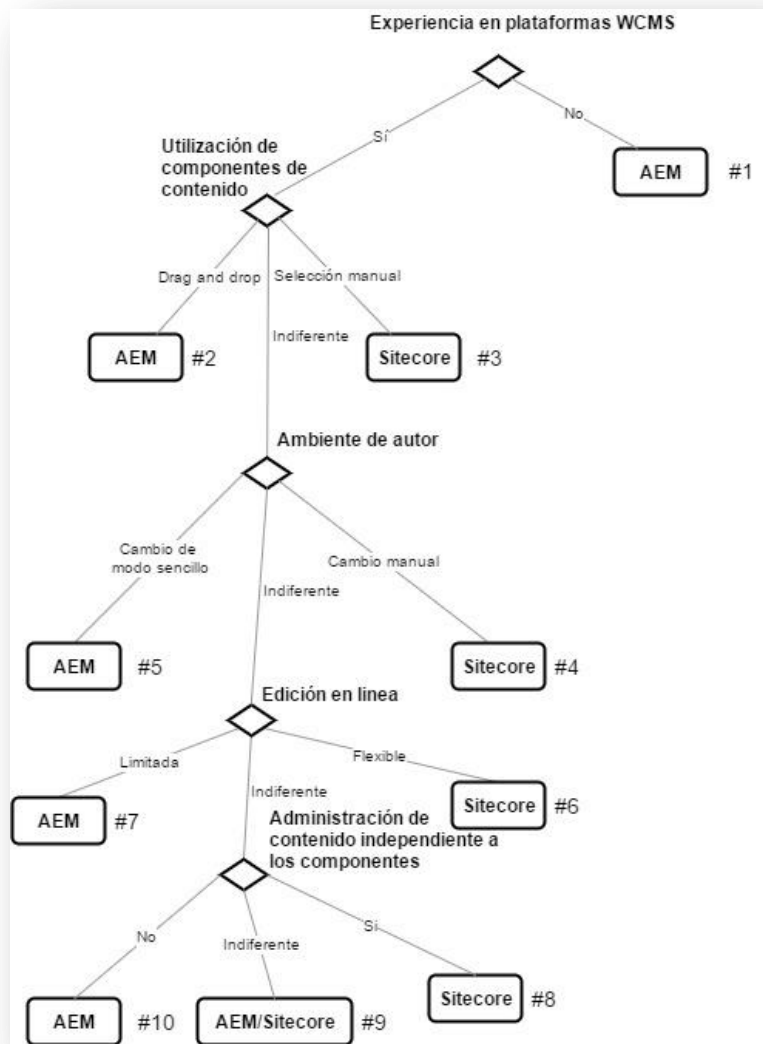 Experiencia en plataformas WCMS
Sí
No
AEM #1
Utilización de
componentes de
contenido
Drag and drop
Selección manual
Indiferente
AEM #2
Sitecore #3
Ambiente de autor
Cambio de
modo sencillo
Cambio manual
Indiferente
AEM #5
Sitecore #4
Edición en linea
Limitada
Flexible
Indiferente
AEM #7
Sitecore #6
Administración de
contenido independiente a
los componentes
No
Indiferente
Si
AEM #10
AEM/Sitecore #9
Sitecore #8